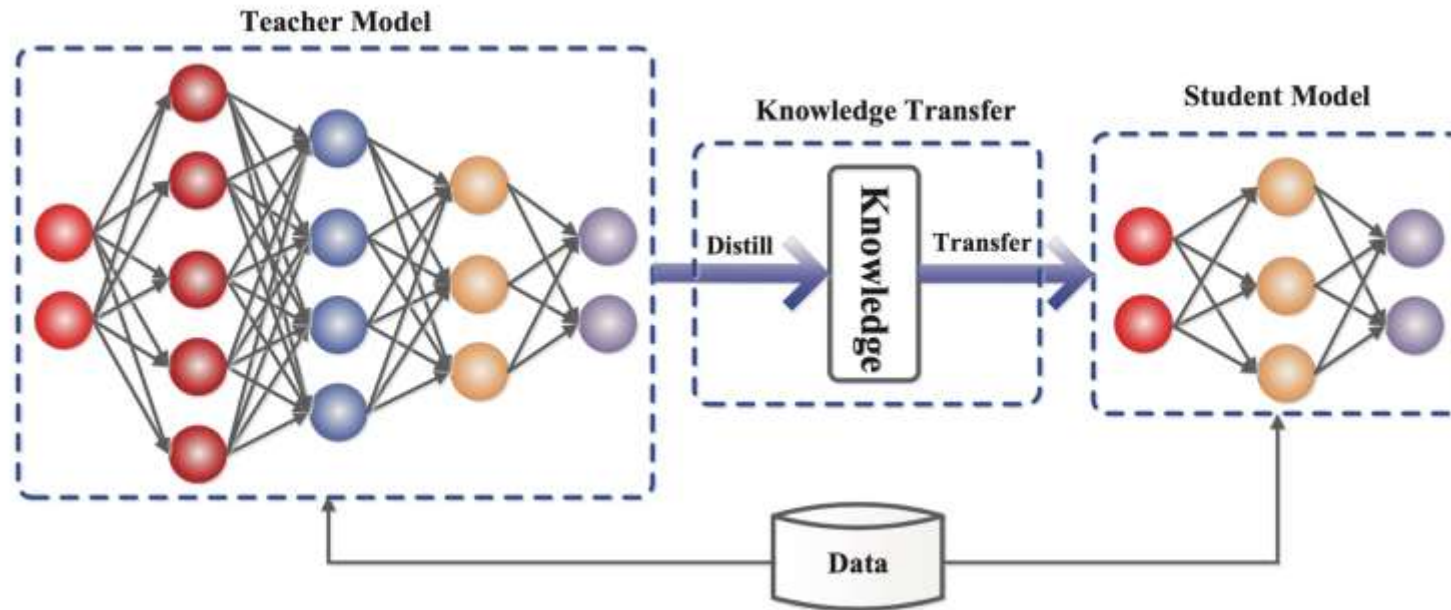 Teacher Model
Knowledge Transfer
Student Model
Distill
Knowledge
Transfer
Data